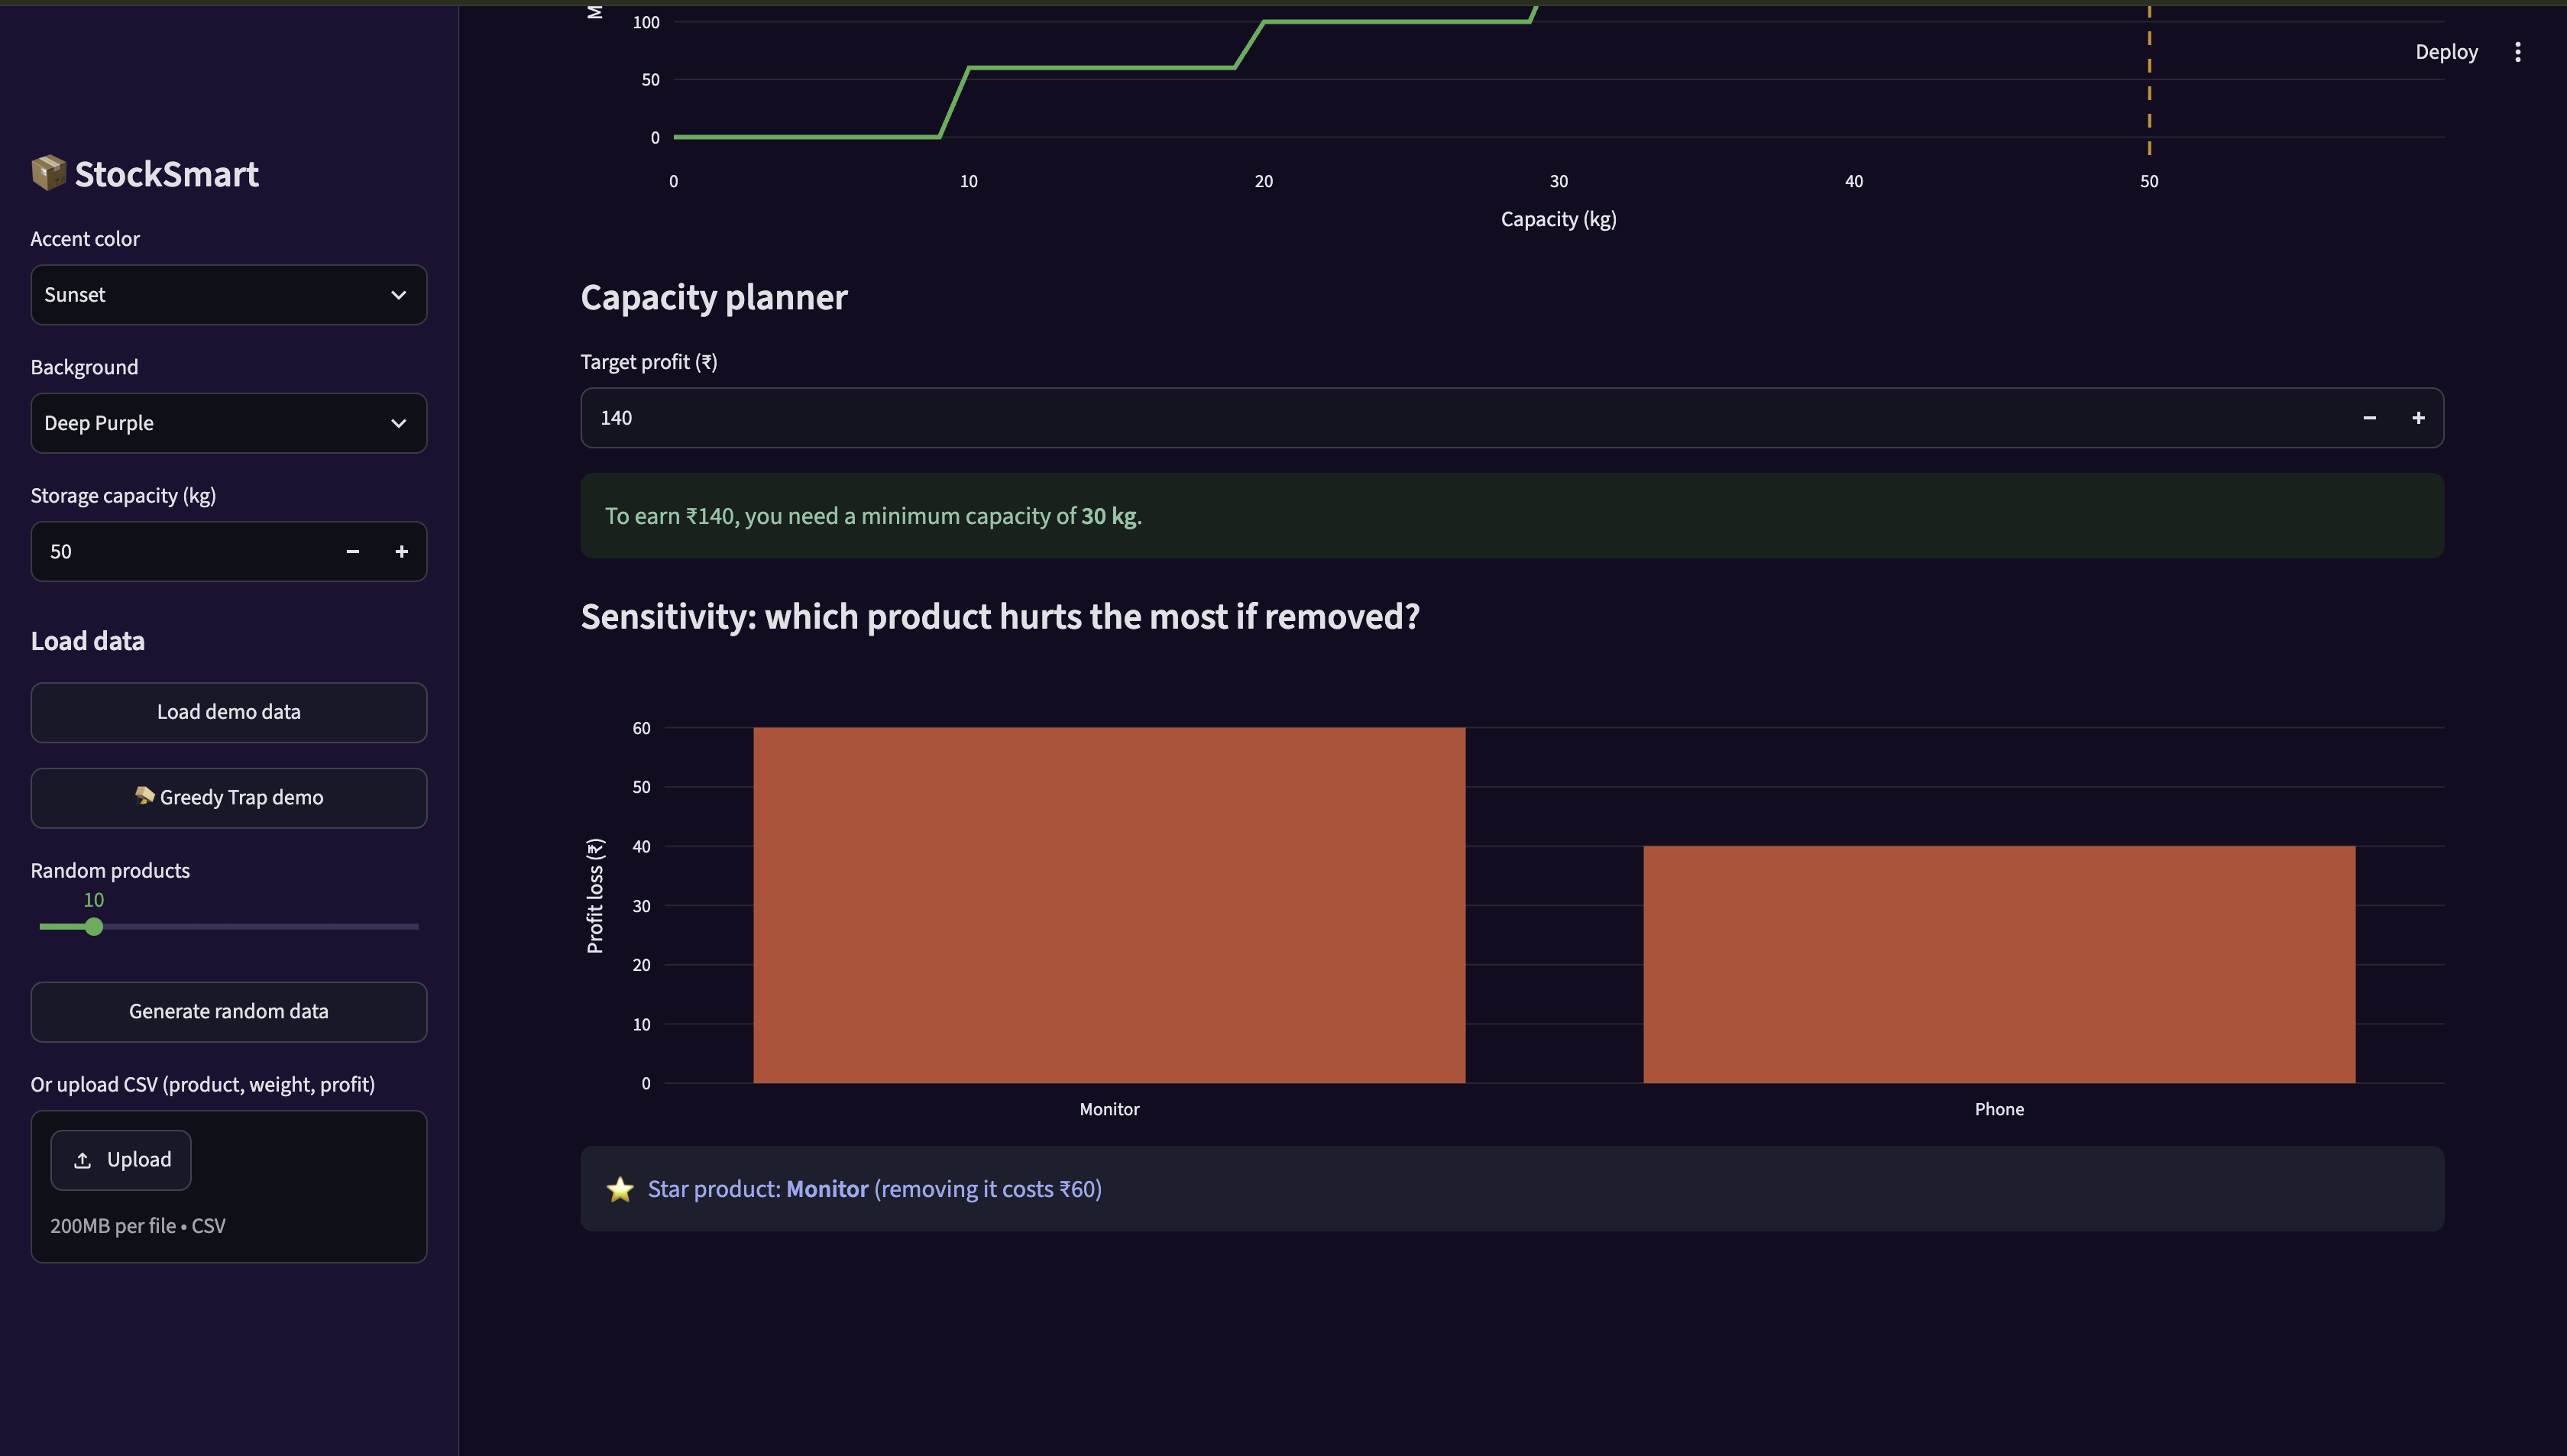 Deploy
StockSmart
Accent color
Sunset
Background
Deep Purple
Storage capacity (kg)
50
Load data
Load demo data
Greedy Trap demo
Random products
10
Generate random data
Or upload CSV (product, weight, profit)
Upload
200MB per file • CSV
100
50
0
0 10 20 30 40 50
Capacity (kg)
Capacity planner
Target profit (₹)
140
To earn ₹140, you need a minimum capacity of 30 kg.
Sensitivity: which product hurts the most if removed?
Profit loss (₹)
60
50
40
30
20
10
0
Monitor Phone
Star product: Monitor (removing it costs ₹60)